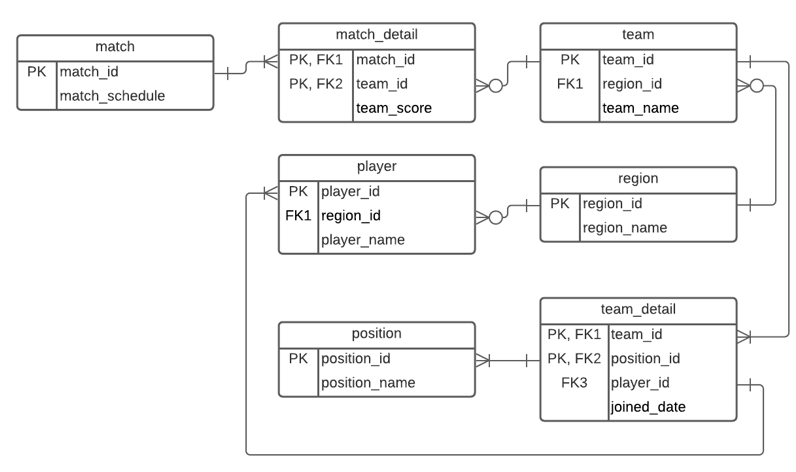 match
PK match_id
match_schedule
match_detail
PK, FK1 match_id
PK, FK2 team_id
team_score
team
PK team_id
FK1 region_id
team_name
player
PK player_id
FK1 region_id
player_name
region
PK region_id
region_name
position
PK position_id
position_name
team_detail
PK, FK1 team_id
PK, FK2 position_id
FK3 player_id
joined_date